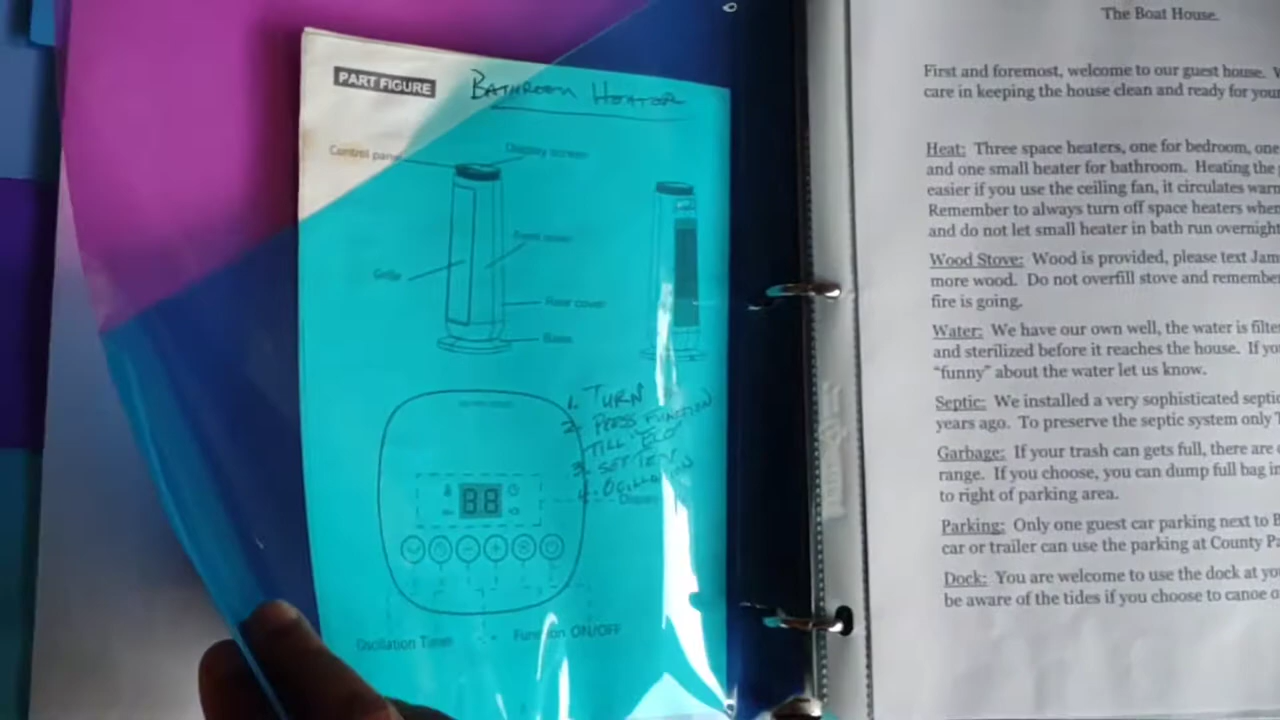 PART FIGURE
BATHROOM HEATOR
Control panel
Display screen
Front cover
Grille
Rear cover
Base
1. TURN
2. PRESS FUNCTION
TILL "ECO"
3. SET TEM
4. OCILLATION
88
Oscillation Timer - + Function ON/OFF
The Boat House.
First and foremost, welcome to our guest house. W
care in keeping the house clean and ready for your
Heat: Three space heaters, one for bedroom, one
and one small heater for bathroom. Heating the
easier if you use the ceiling fan, it circulates warm
Remember to always turn off space heaters when
and do not let small heater in bath run overnight
Wood Stove: Wood is provided, please text Jam
more wood. Do not overfill stove and remember
fire is going.
Water: We have our own well, the water is filte
and sterilized before it reaches the house. If you
"funny" about the water let us know.
Septic: We installed a very sophisticated septi
years ago. To preserve the septic system only
Garbage: If your trash can gets full, there are
range. If you choose, you can dump full bag in
to right of parking area.
Parking: Only one guest car parking next to B
car or trailer can use the parking at County Pa
Dock: You are welcome to use the dock at you
be aware of the tides if you choose to canoe o